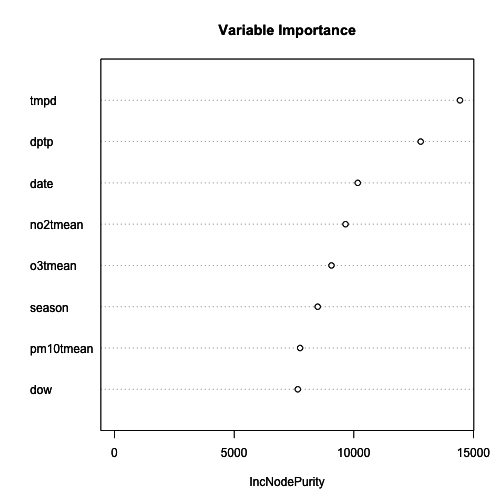 Variable Importance
tmpd
dptp
date
no2tmean
o3tmean
season
pm10tmean
dow
0 5000 10000 15000
IncNodePurity